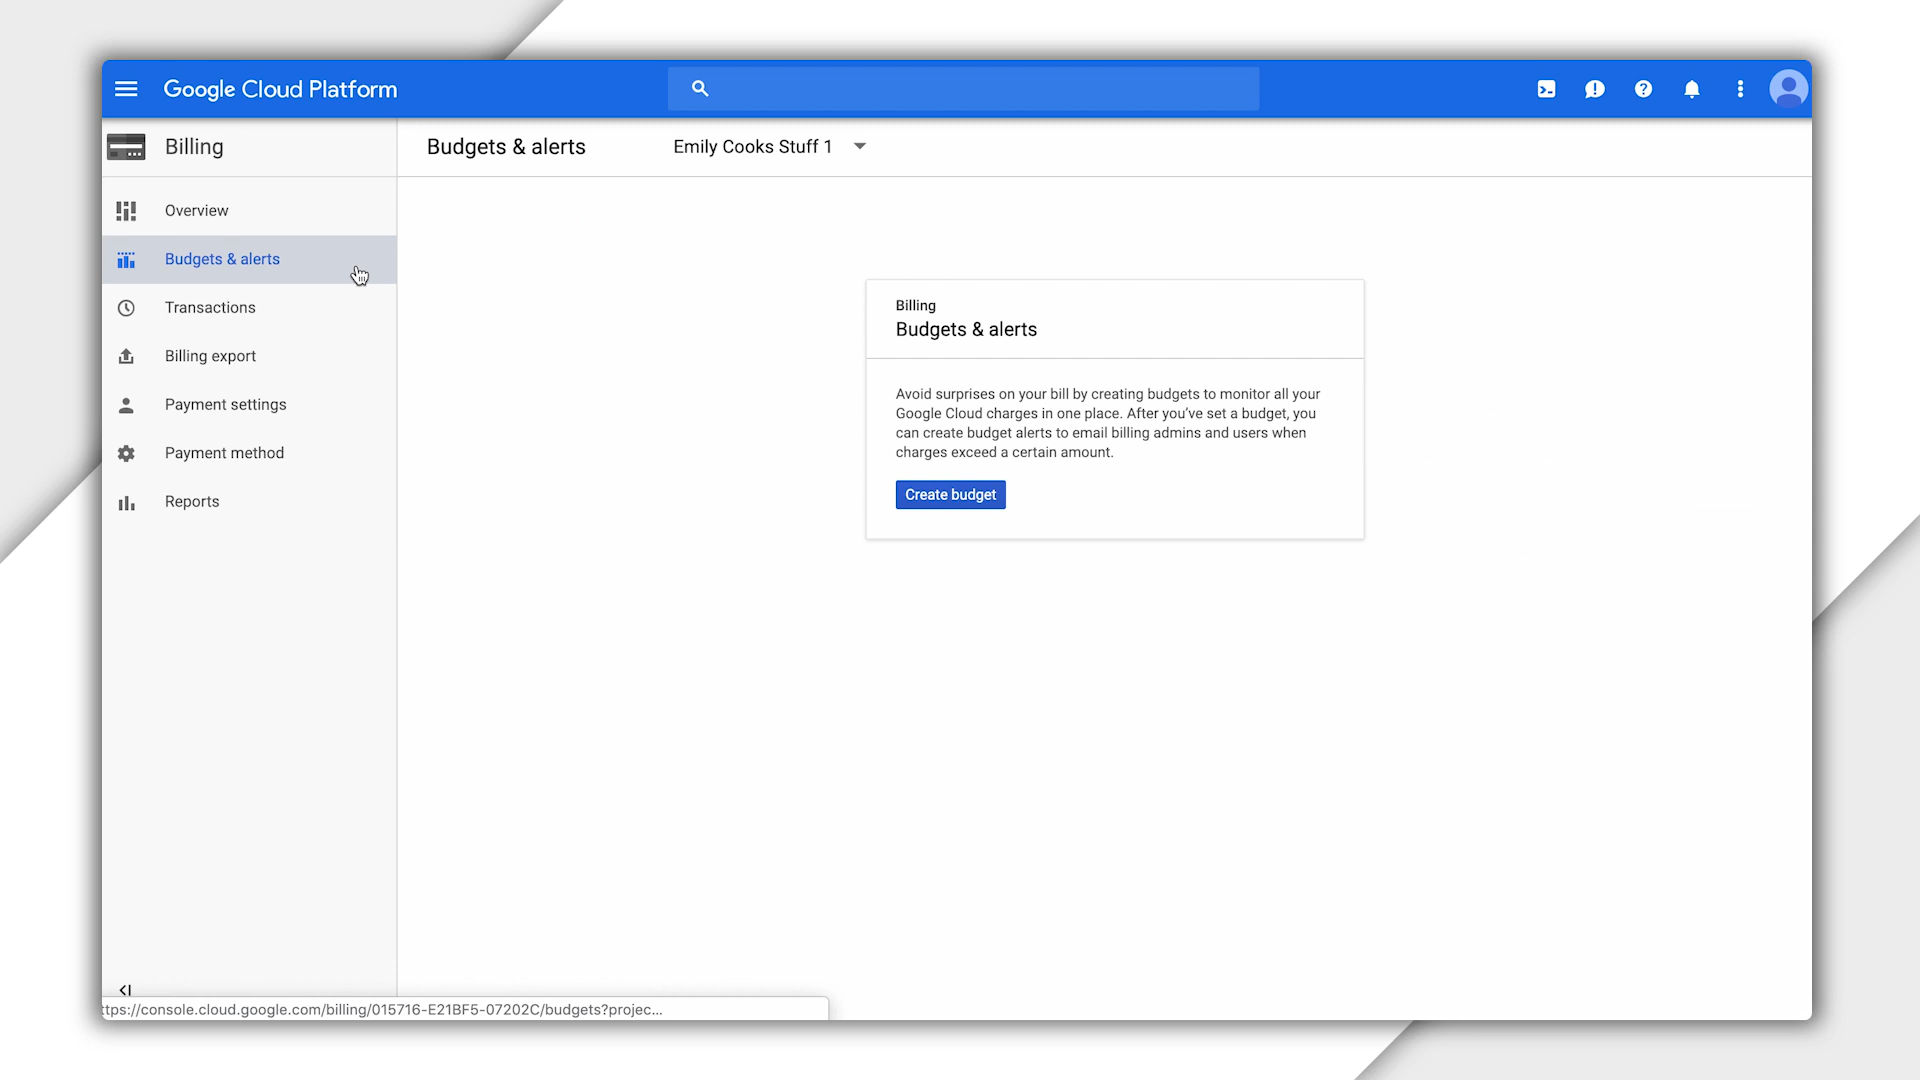 Google Cloud Platform
Billing
Budgets & alerts
Emily Cooks Stuff 1
Overview
Budgets & alerts
Transactions
Billing export
Payment settings
Payment method
Reports
Billing
Budgets & alerts
Avoid surprises on your bill by creating budgets to monitor all your
Google Cloud charges in one place. After you've set a budget, you
can create budget alerts to email billing admins and users when
charges exceed a certain amount.
Create budget
ttps://console.cloud.google.com/billing/015716-E21BF5-07202C/budgets?projec...